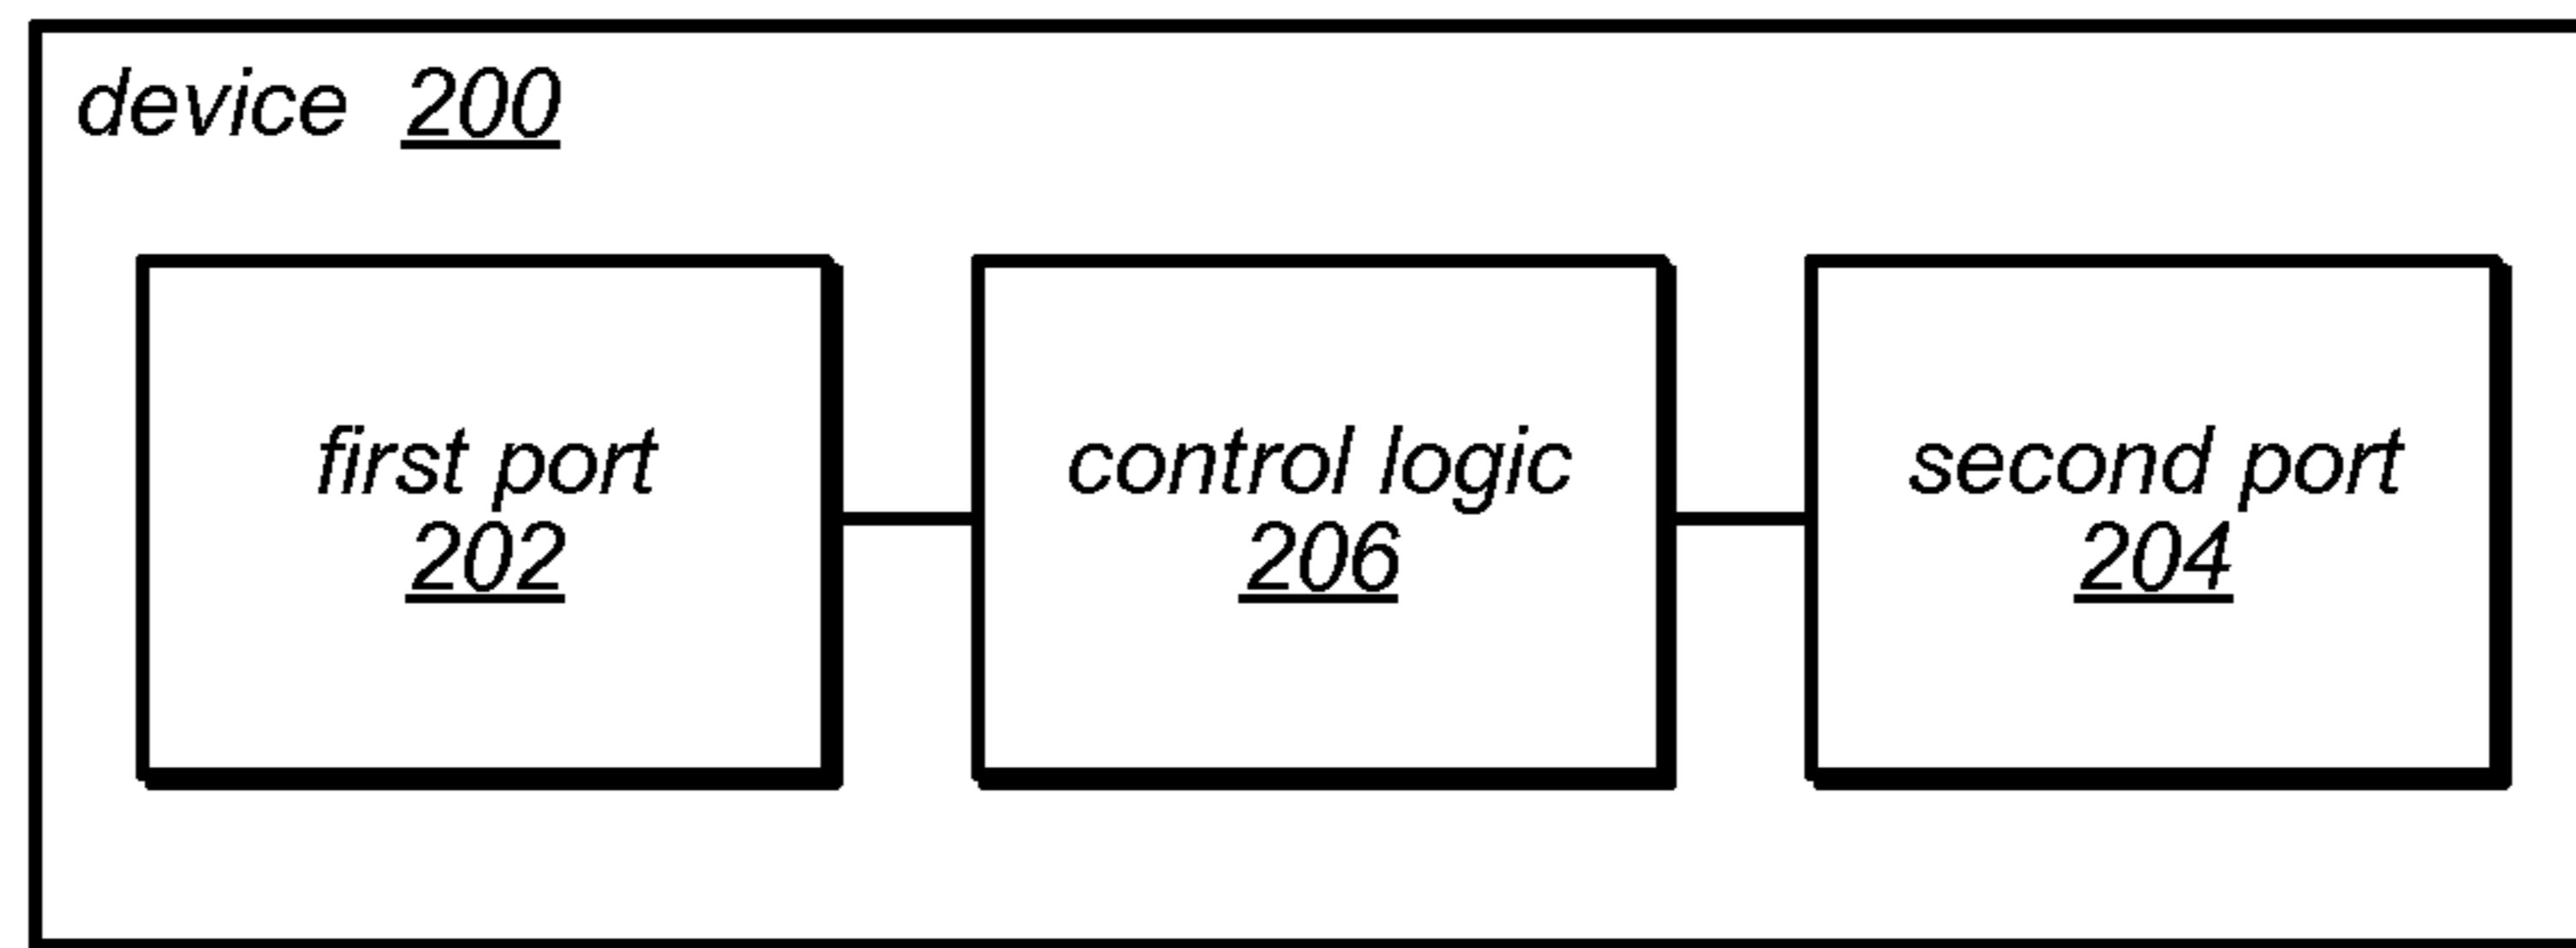 device 200
first port
202
control logic
206
second port
204